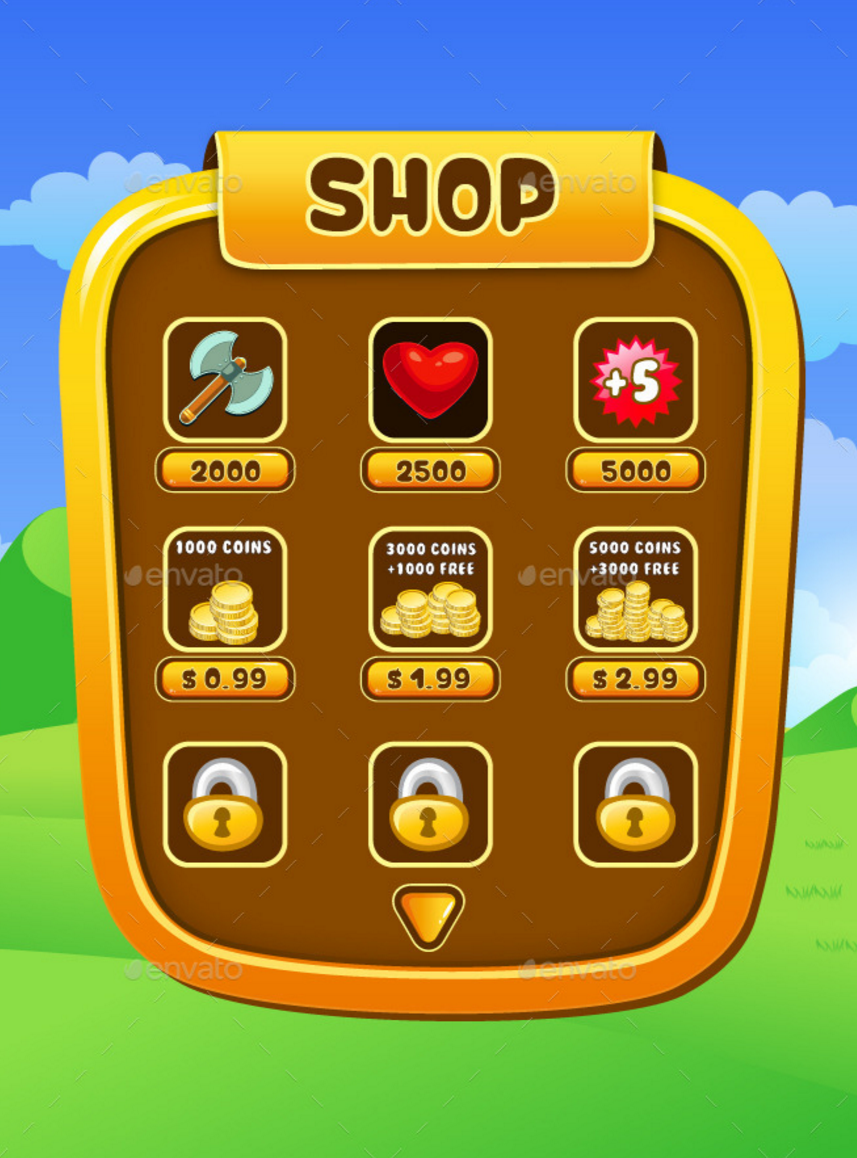 SHOP
+5
2000
2500
5000
1000 COINS
3000 COINS
+1000 FREE
5000 COINS
+3000 FREE
$ 0.99
$ 1.99
$ 2.99
envato
envato
envato
envato
envato
envato